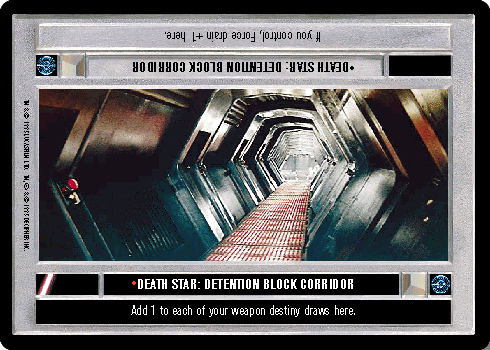 If you control, Force drain +1 here.
•DEATH STAR: DETENTION BLOCK CORRIDOR
•DEATH STAR: DETENTION BLOCK CORRIDOR
Add 1 to each of your weapon destiny draws here.